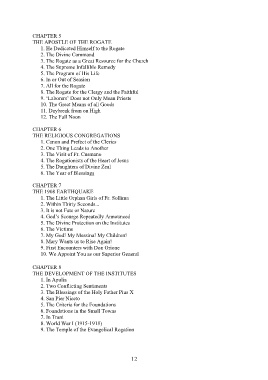 CHAPTER 5
THE APOSTLE OF THE ROGATE
1. He Dedicated Himself to the Rogate
2. The Divine Command
3. The Rogate as a Great Resource for the Church
4. The Supreme Infallible Remedy
5. The Program of His Life
6. In or Out of Season
7. All for the Rogate
8. The Rogate for the Clergy and the Faithful
9. "Laborers" Does not Only Mean Priests
10. The Great Means of all Goods
11. Daybreak from on High
12. The Full Noon
CHAPTER 6
THE RELIGIOUS CONGREGATIONS
1. Canon and Prefect of the Clerics
2. One Thing Leads to Another
3. The Visit of Fr. Cusmano
4. The Rogationists of the Heart of Jesus
5. The Daughters of Divine Zeal
6. The Year of Blessings
CHAPTER 7
THE 1908 EARTHQUAKE
1. The Little Orphan Girls of Fr. Sollima
2. Within Thirty Seconds...
3. It is not Fate or Nature
4. God's Scourge Repeatedly Announced
5. The Divine Protection on the Institutes
6. The Victims
7. My God! My Messina! My Children!
8. Mary Wants us to Rise Again!
9. First Encounters with Don Orione
10. We Appoint You as our Superior General
CHAPTER 8
THE DEVELOPMENT OF THE INSTITUTES
1. In Apulia
2. Two Conflicting Sentiments
3. The Blessings of the Holy Father Pius X
4. San Pier Niceto
5. The Criteria for the Foundations
6. Foundations in the Small Towns
7. In Trani
8. World War I (1915-1918)
9. The Temple of the Evangelical Rogation
12